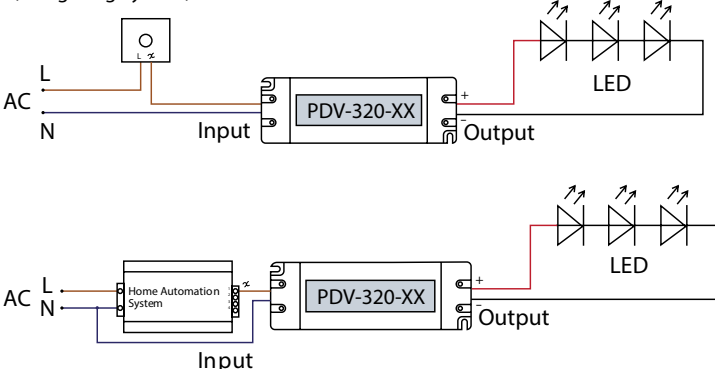 L
AC
N
L
Input
PDV-320-XX
+
-
Output
LED
AC
L
N
Home Automation
System
Input
PDV-320-XX
+
-
Output
LED